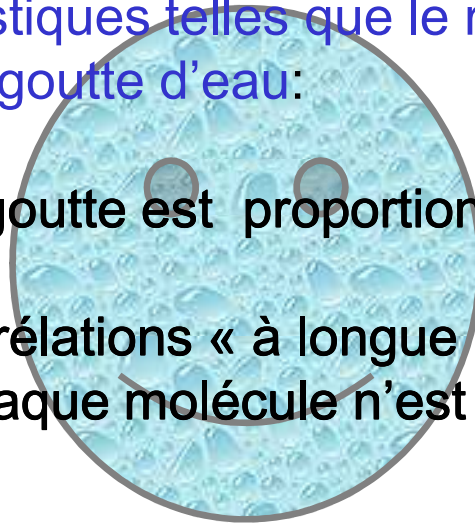 stiques telles que le
goutte d’eau:
goutte est proportion
rélations « à longue
aque molécule n’est